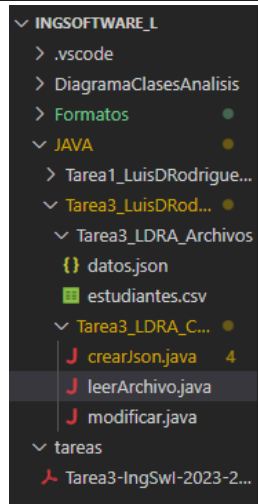 INGSOFTWARE_L
.vscode
DiagramaClasesAnalisis
Formatos
JAVA
Tarea1_LuisDRodrigue...
Tarea3_LuisDRod...
Tarea3_LDRA_Archivos
{} datos.json
estudiantes.csv
Tarea3_LDRA_C...
J crearJson.java 4
J leerArchivo.java
J modificar.java
tareas
Tarea3-IngSwI-2023-2...